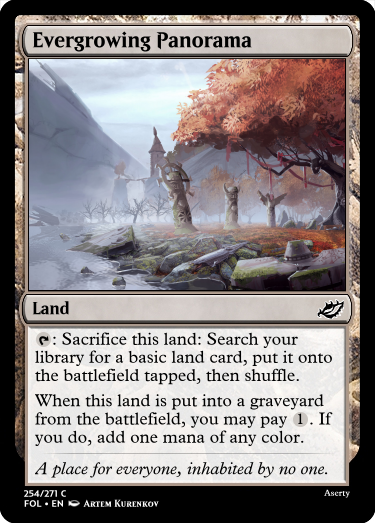 Evergrowing Panorama
Land
: Sacrifice this land: Search your
library for a basic land card, put it onto
the battlefield tapped, then shuffle.
When this land is put into a graveyard
from the battlefield, you may pay 1. If
you do, add one mana of any color.
A place for everyone, inhabited by no one.
254/271 C
FOL • EN Artem Kurenkov
Aserty